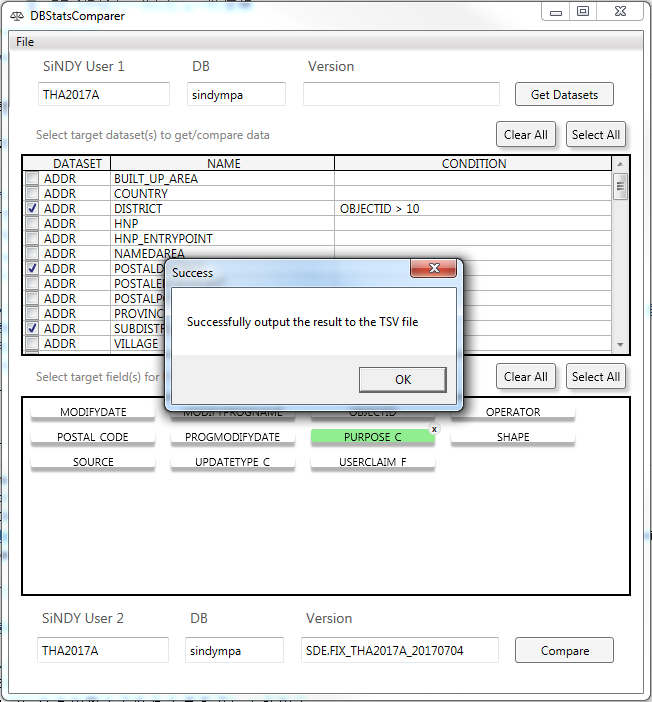 DBStatsComparer
File
SiNDY User 1 DB Version
THA2017A sindympa Get Datasets
Select target dataset(s) to get/compare data Clear All Select All
DATASET NAME CONDITION
ADDR BUILT_UP_AREA
ADDR COUNTRY
ADDR DISTRICT OBJECTID > 10
ADDR HNP
ADDR HNP_ENTRYPOINT
ADDR NAMEDAREA
ADDR
ADDR
ADDR
ADDR
ADDR
ADDR VILLAGE
Success
Successfully output the result to the TSV file
OK
Select target field(s) for Clear All Select All
MODIFYDATE MODIFYPROGNAME OBJECTID OPERATOR
POSTAL_CODE PROGMODIFYDATE PURPOSE_C x SHAPE
SOURCE UPDATETYPE_C USERCLAIM_F
SiNDY User 2 DB Version
THA2017A sindympa SDE.FIX_THA2017A_20170704 Compare